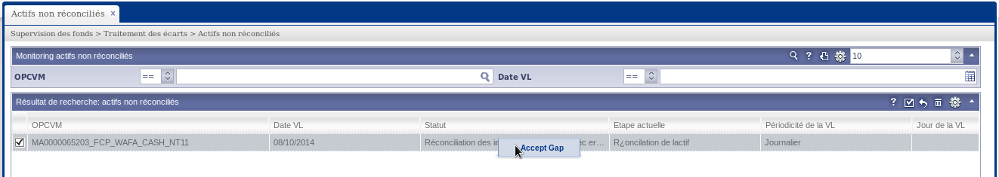 Actifs non réconciliés x
Supervision des fonds > Traitement des écarts > Actifs non réconciliés
Monitoring actifs non réconciliés ? 10
OPCVM == Date VL ==
Résultat de recherche: actifs non réconciliés ?
OPCVM Date VL Statut Etape actuelle Périodicité de la VL Jour de la VL
MA0000065203_FCP_WAFA_CASH_NT11 08/10/2014 Réconciliation des er... R¿oncilation de lactif Journalier
Accept Gap